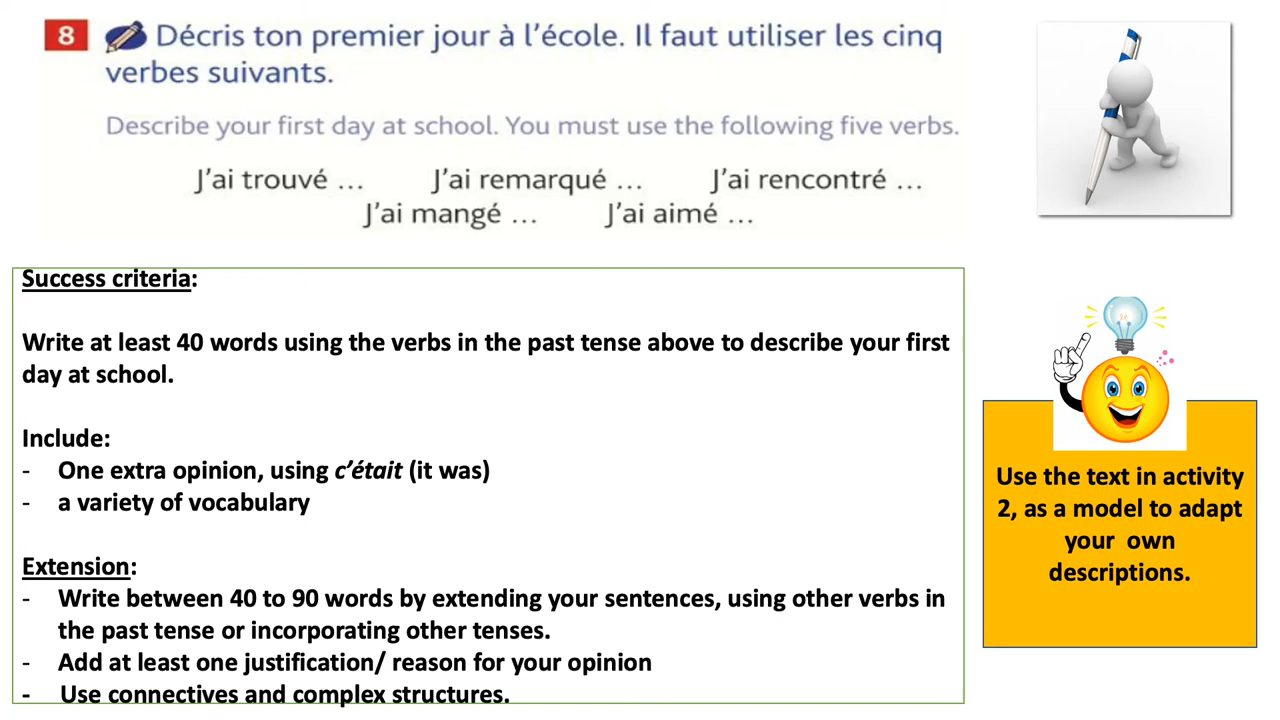 8 Décris ton premier jour à l'école. Il faut utiliser les cinq
verbes suivants.
Describe your first day at school. You must use the following five verbs.
J'ai trouvé ... J'ai remarqué ... J'ai rencontré ...
J'ai mangé ... J'ai aimé ...
Success criteria:
Write at least 40 words using the verbs in the past tense above to describe your first
day at school.
Include:
- One extra opinion, using c'était (it was)
- a variety of vocabulary
Extension:
- Write between 40 to 90 words by extending your sentences, using other verbs in
the past tense or incorporating other tenses.
- Add at least one justification/ reason for your opinion
- Use connectives and complex structures.
Use the text in activity
2, as a model to adapt
your own
descriptions.